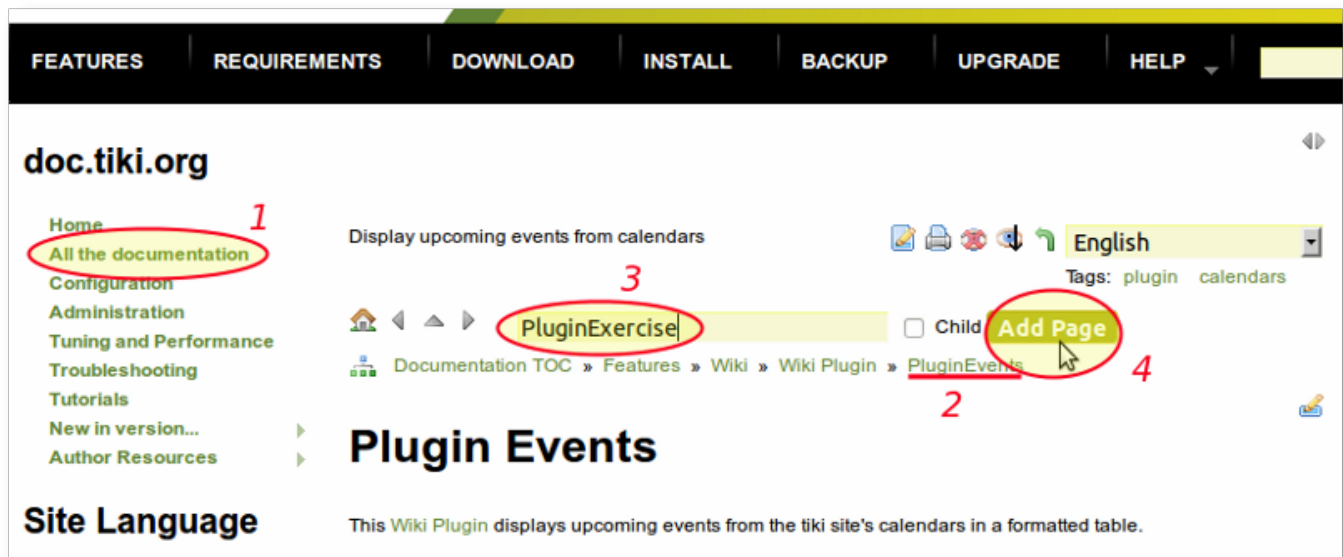 FEATURES REQUIREMENTS DOWNLOAD INSTALL BACKUP UPGRADE HELP
doc.tiki.org
Home
1
All the documentation
Configuration
Administration
Tuning and Performance
Troubleshooting
Tutorials
New in version...
Author Resources
Site Language
Display upcoming events from calendars
English
Tags: plugin calendars
3
PluginExercise
Child Add Page
4
Documentation TOC » Features » Wiki » Wiki Plugin » PluginEvents
2
Plugin Events
This Wiki Plugin displays upcoming events from the tiki site's calendars in a formatted table.